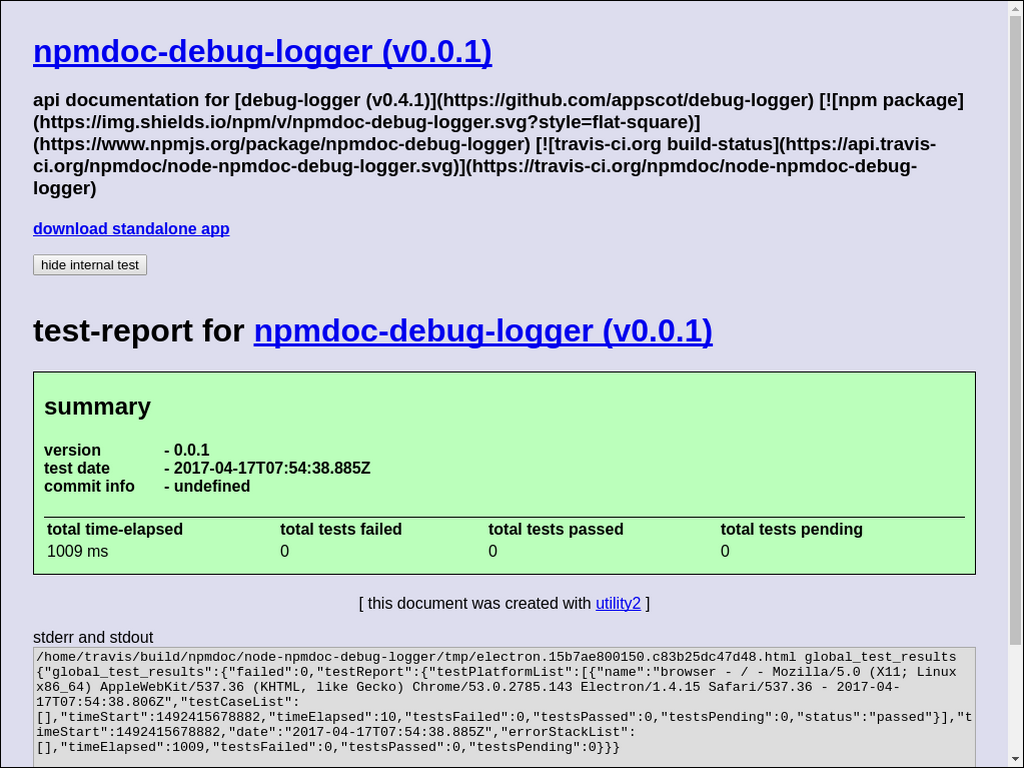 npmdoc-debug-logger (v0.0.1)
api documentation for [debug-logger (v0.4.1)](https://github.com/appscot/debug-logger) [![npm package]
(https://img.shields.io/npm/v/npmdoc-debug-logger.svg?style=flat-square)]
(https://www.npmjs.org/package/npmdoc-debug-logger) [![travis-ci.org build-status](https://api.travis-
ci.org/npmdoc/node-npmdoc-debug-logger.svg)](https://travis-ci.org/npmdoc/node-npmdoc-debug-
logger)
download standalone app
hide internal test
test-report for npmdoc-debug-logger (v0.0.1)
summary
version - 0.0.1
test date - 2017-04-17T07:54:38.885Z
commit info - undefined
total time-elapsed total tests failed total tests passed total tests pending
1009 ms 0 0 0
[ this document was created with utility2 ]
stderr and stdout
/home/travis/build/npmdoc/node-npmdoc-debug-logger/tmp/electron.15b7ae800150.c83b25dc47d48.html global_test_results
{"global_test_results":{"failed":0,"testReport":{"testPlatformList":[{"name":"browser - / - Mozilla/5.0 (X11; Linux
x86_64) AppleWebKit/537.36 (KHTML, like Gecko) Chrome/53.0.2785.143 Electron/1.4.15 Safari/537.36 - 2017-04-
17T07:54:38.806Z","testCaseList":
[],"timeStart":1492415678882,"timeElapsed":10,"testsFailed":0,"testsPassed":0,"testsPending":0,"status":"passed"}],"t
imeStart":1492415678882,"date":"2017-04-17T07:54:38.885Z","errorStackList":
[],"timeElapsed":1009,"testsFailed":0,"testsPassed":0,"testsPending":0}}}